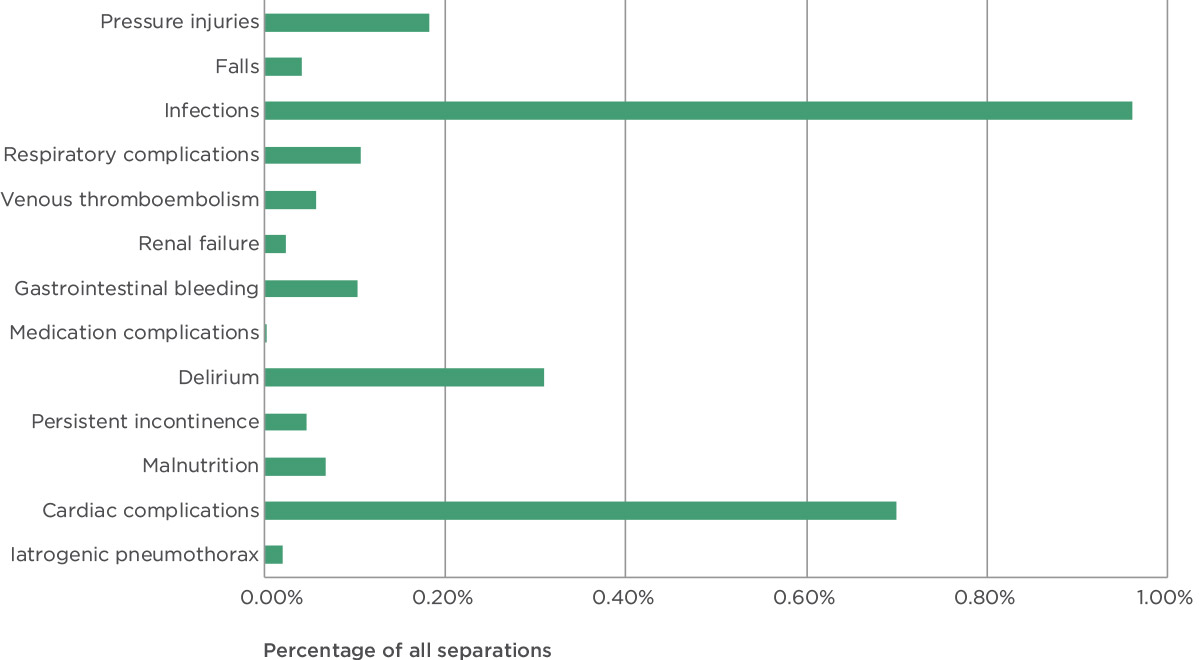 Pressure injuries
Falls
Infections
Respiratory complications
Venous thromboembolism
Renal failure
Gastrointestinal bleeding
Medication complications
Delirium
Persistent incontinence
Malnutrition
Cardiac complications
Iatrogenic pneumothorax
0.00% 0.20% 0.40% 0.60% 0.80% 1.00%
Percentage of all separations